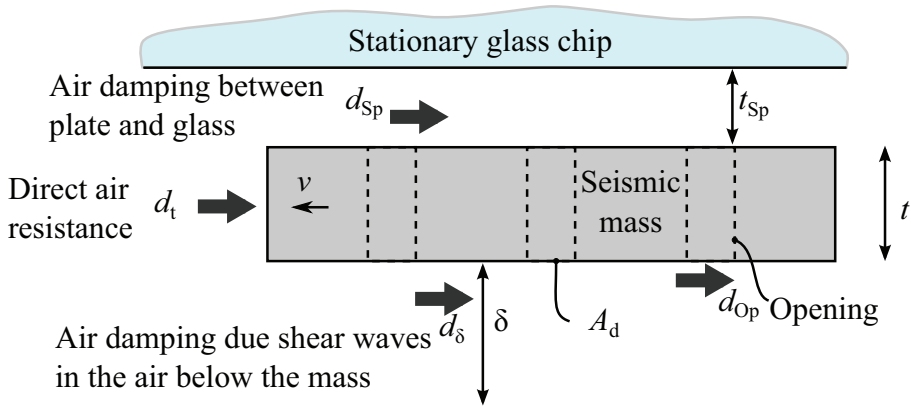 Stationary glass chip
Air damping between
plate and glass
d_Sp
t_Sp
Direct air
resistance
d_t
v
Seismic
mass
t
d_δ
δ
A_d
d_Op
Opening
Air damping due shear waves
in the air below the mass